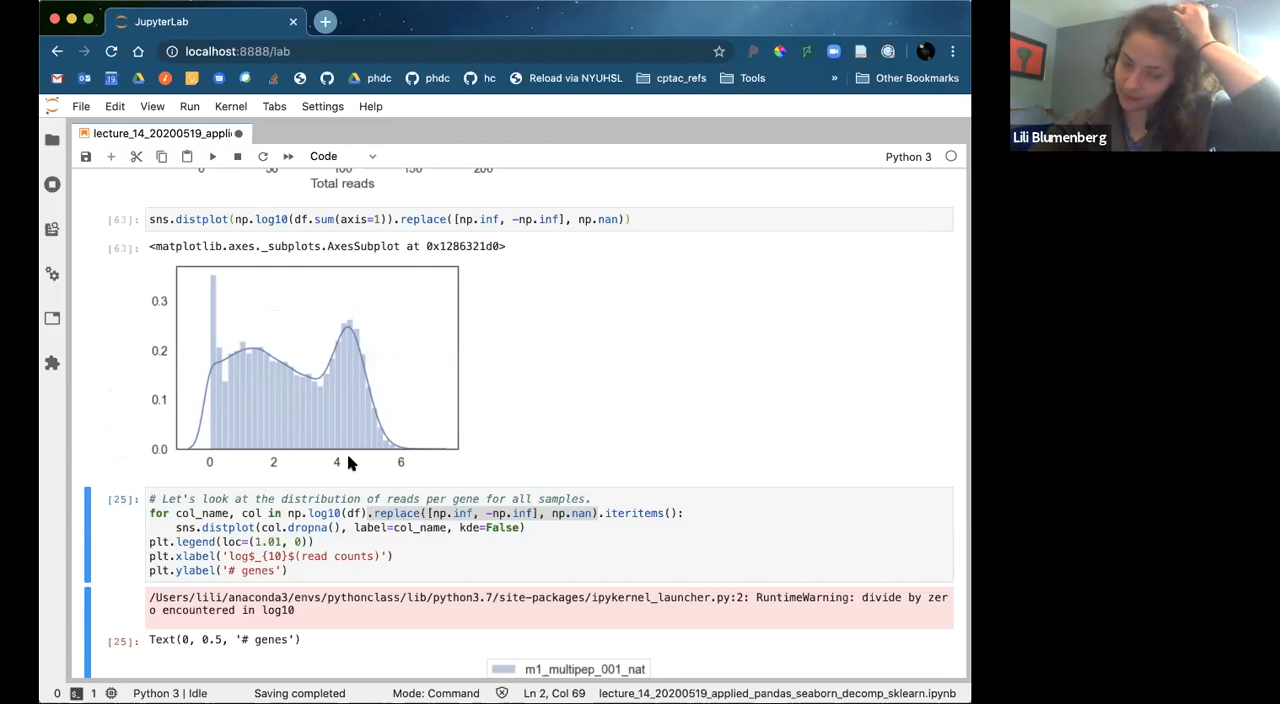 JupyterLab
localhost:8888/lab
phdc phdc hc Reload via NYUHSL cptac_refs Tools » Other Bookmarks
File Edit View Run Kernel Tabs Settings Help
lecture_14_20200519_appli
Code Python 3
0 50 100 150 200
Total reads
[63]: sns.distplot(np.log10(df.sum(axis=1)).replace([np.inf, -np.inf], np.nan))
[63]: <matplotlib.axes._subplots.AxesSubplot at 0x1286321d0>
0.3
0.2
0.1
0.0
0 2 4 6
[25]: # Let's look at the distribution of reads per gene for all samples.
for col_name, col in np.log10(df).replace([np.inf, -np.inf], np.nan).iteritems():
sns.distplot(col.dropna(), label=col_name, kde=False)
plt.legend(loc=(1.01, 0))
plt.xlabel('log$_{10}$(read counts)')
plt.ylabel('# genes')
/Users/lili/anaconda3/envs/pythonclass/lib/python3.7/site-packages/ipykernel_launcher.py:2: RuntimeWarning: divide by zer
o encountered in log10
[25]: Text(0, 0.5, '# genes')
m1_multipep_001_nat
0 1 Python 3 | Idle Saving completed Mode: Command Ln 2, Col 69 lecture_14_20200519_applied_pandas_seaborn_decomp_sklearn.ipynb
Lili Blumenberg